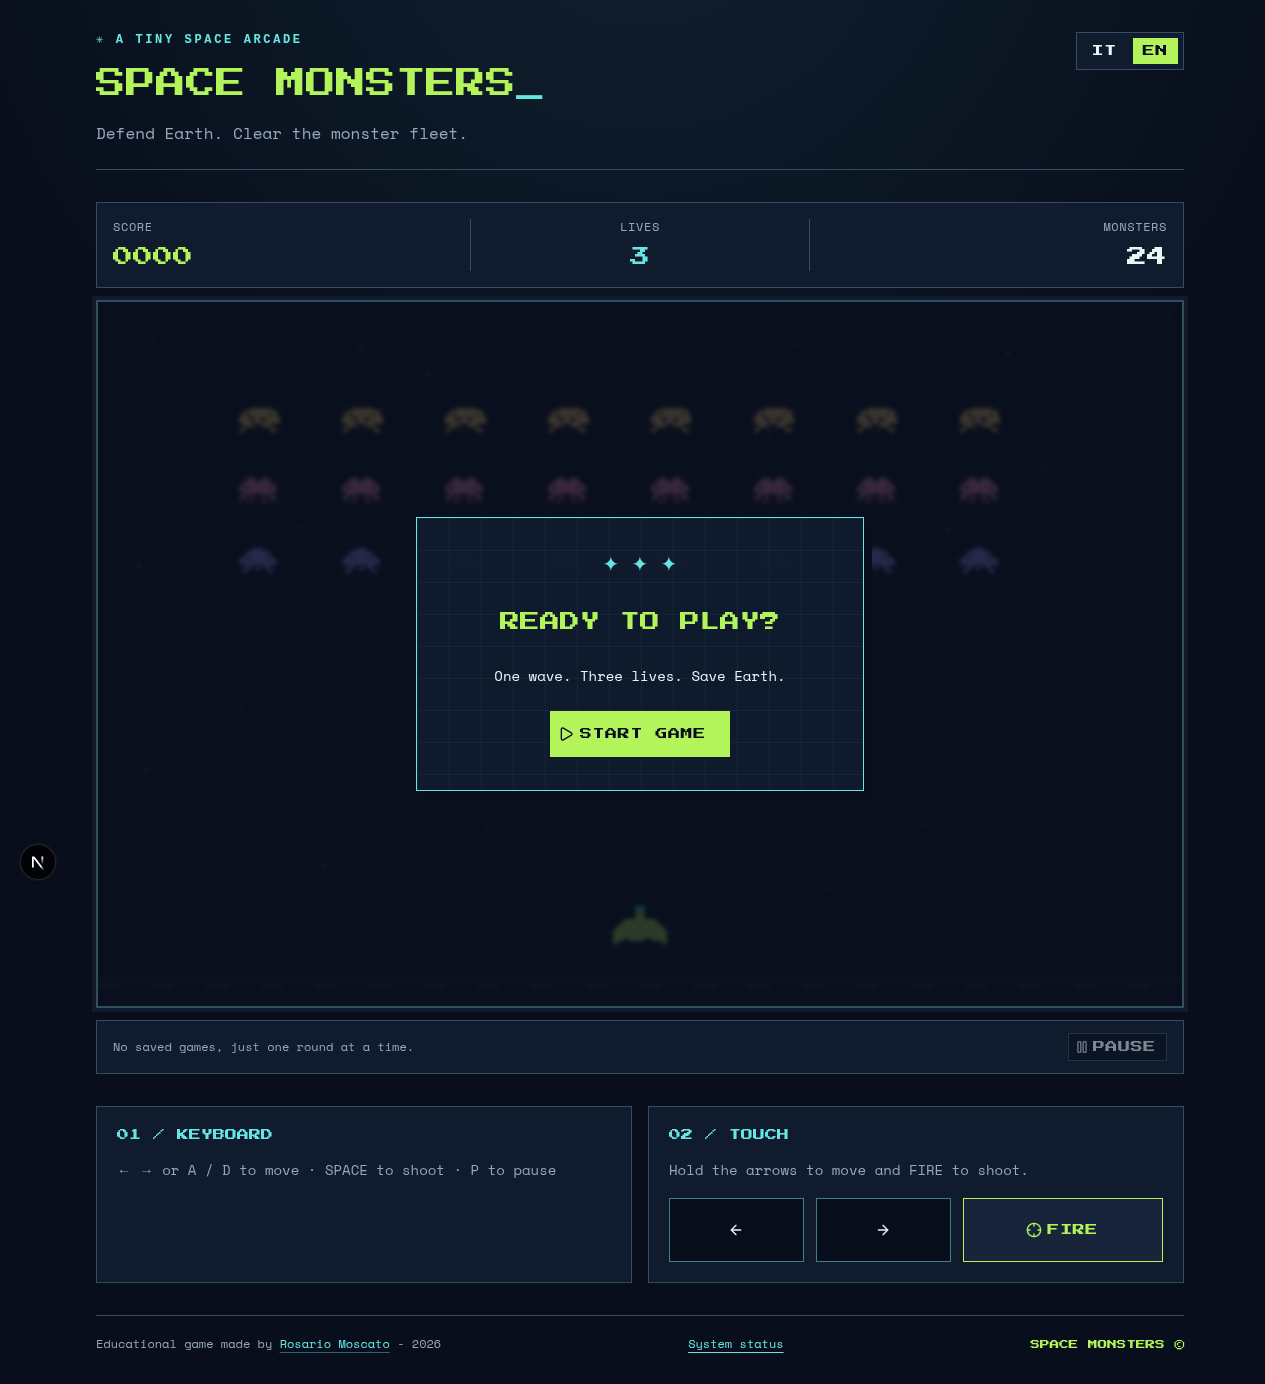 ✳ A TINY SPACE ARCADE
IT EN
SPACE MONSTERS_
Defend Earth. Clear the monster fleet.
SCORE
0000
LIVES
3
MONSTERS
24
✦ ✦ ✦
READY TO PLAY?
One wave. Three lives. Save Earth.
START GAME
N
No saved games, just one round at a time.
PAUSE
01 / KEYBOARD
← → or A / D to move · SPACE to shoot · P to pause
02 / TOUCH
Hold the arrows to move and FIRE to shoot.
← → FIRE
Educational game made by Rosario Moscato - 2026
System status
SPACE MONSTERS ©